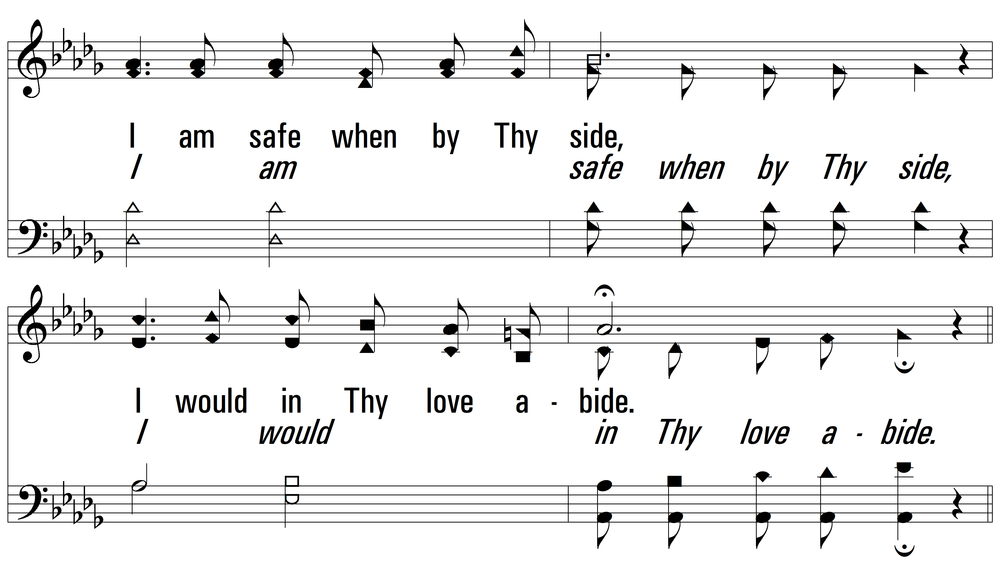 I am safe when by Thy side,
I am safe when by Thy side,
I would in Thy love a - bide.
I would in Thy love a - bide.